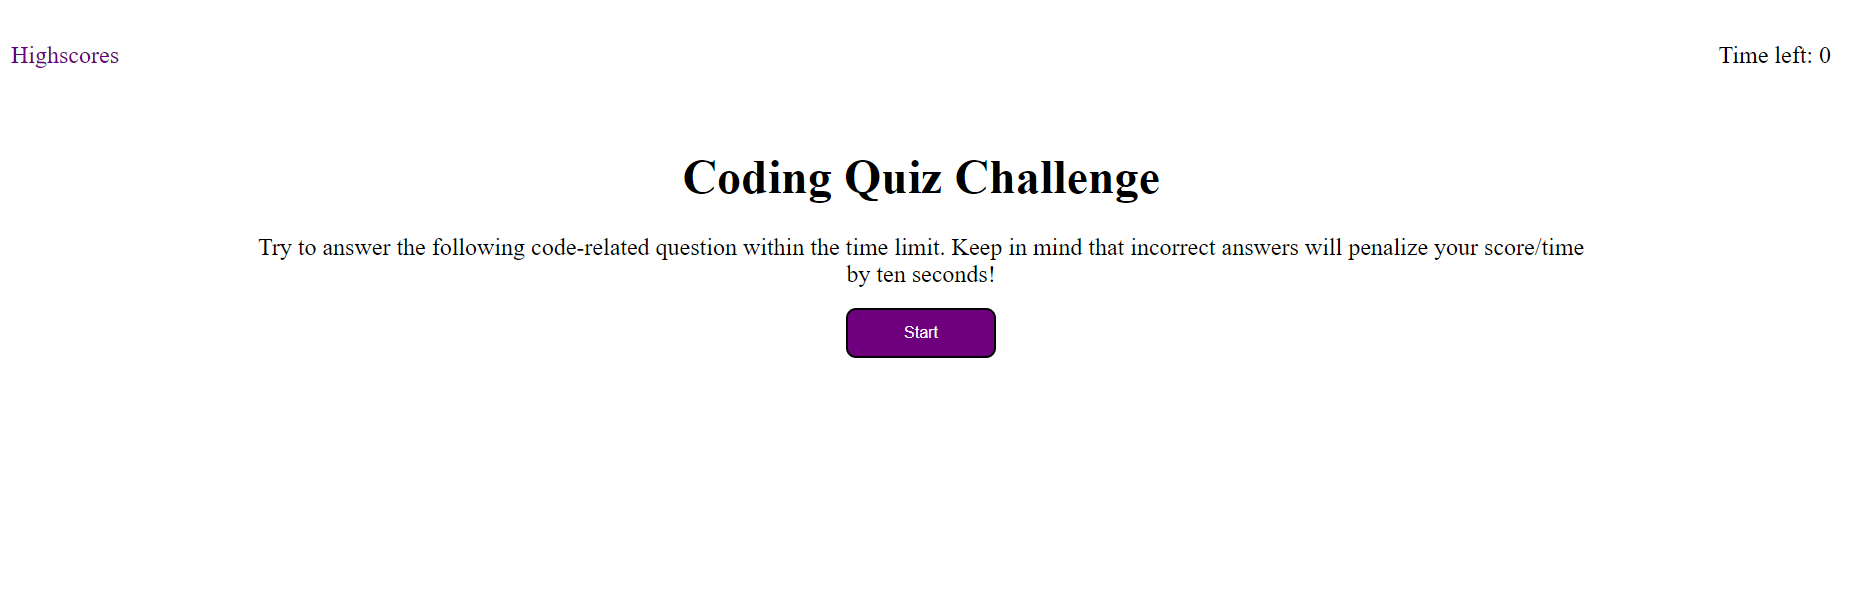 Highscores
Time left: 0
Coding Quiz Challenge
Try to answer the following code-related question within the time limit. Keep in mind that incorrect answers will penalize your score/time
by ten seconds!
Start